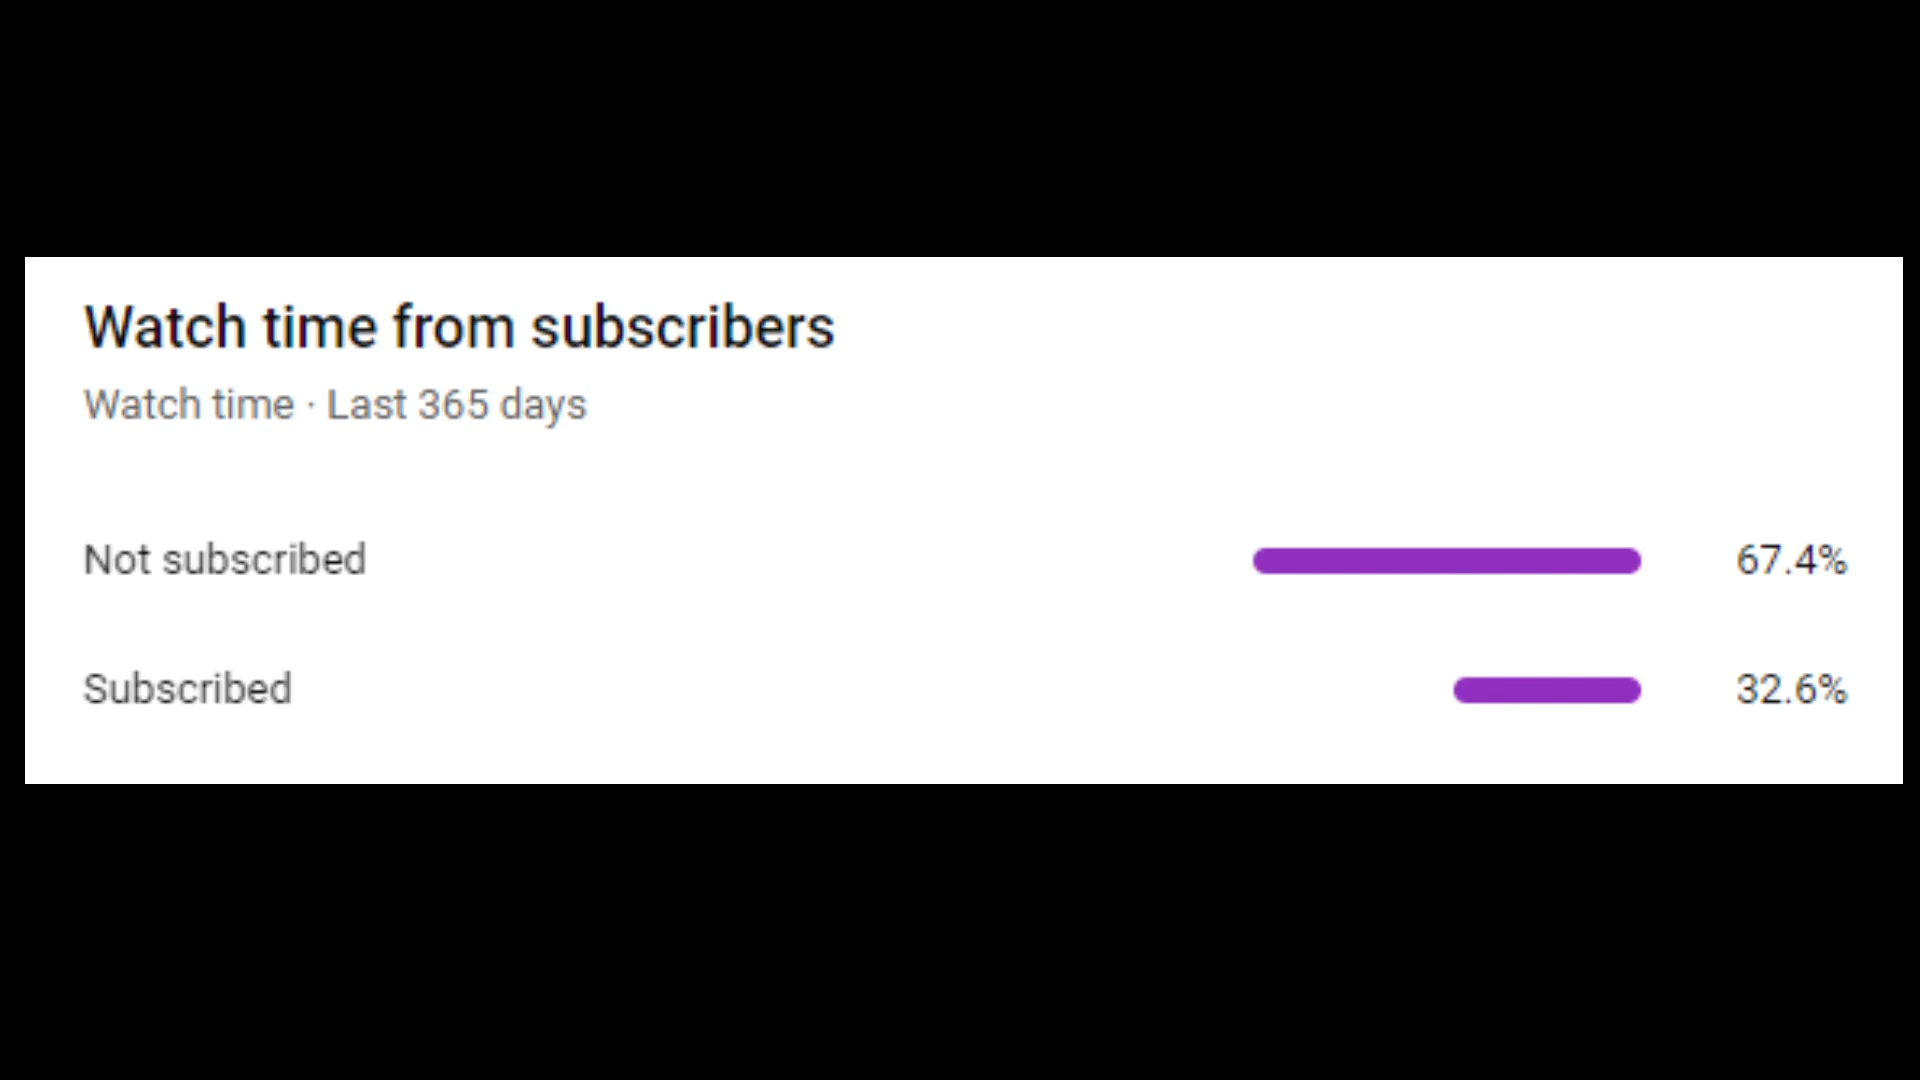 Watch time from subscribers
Watch time · Last 365 days
Not subscribed 67.4%
Subscribed 32.6%